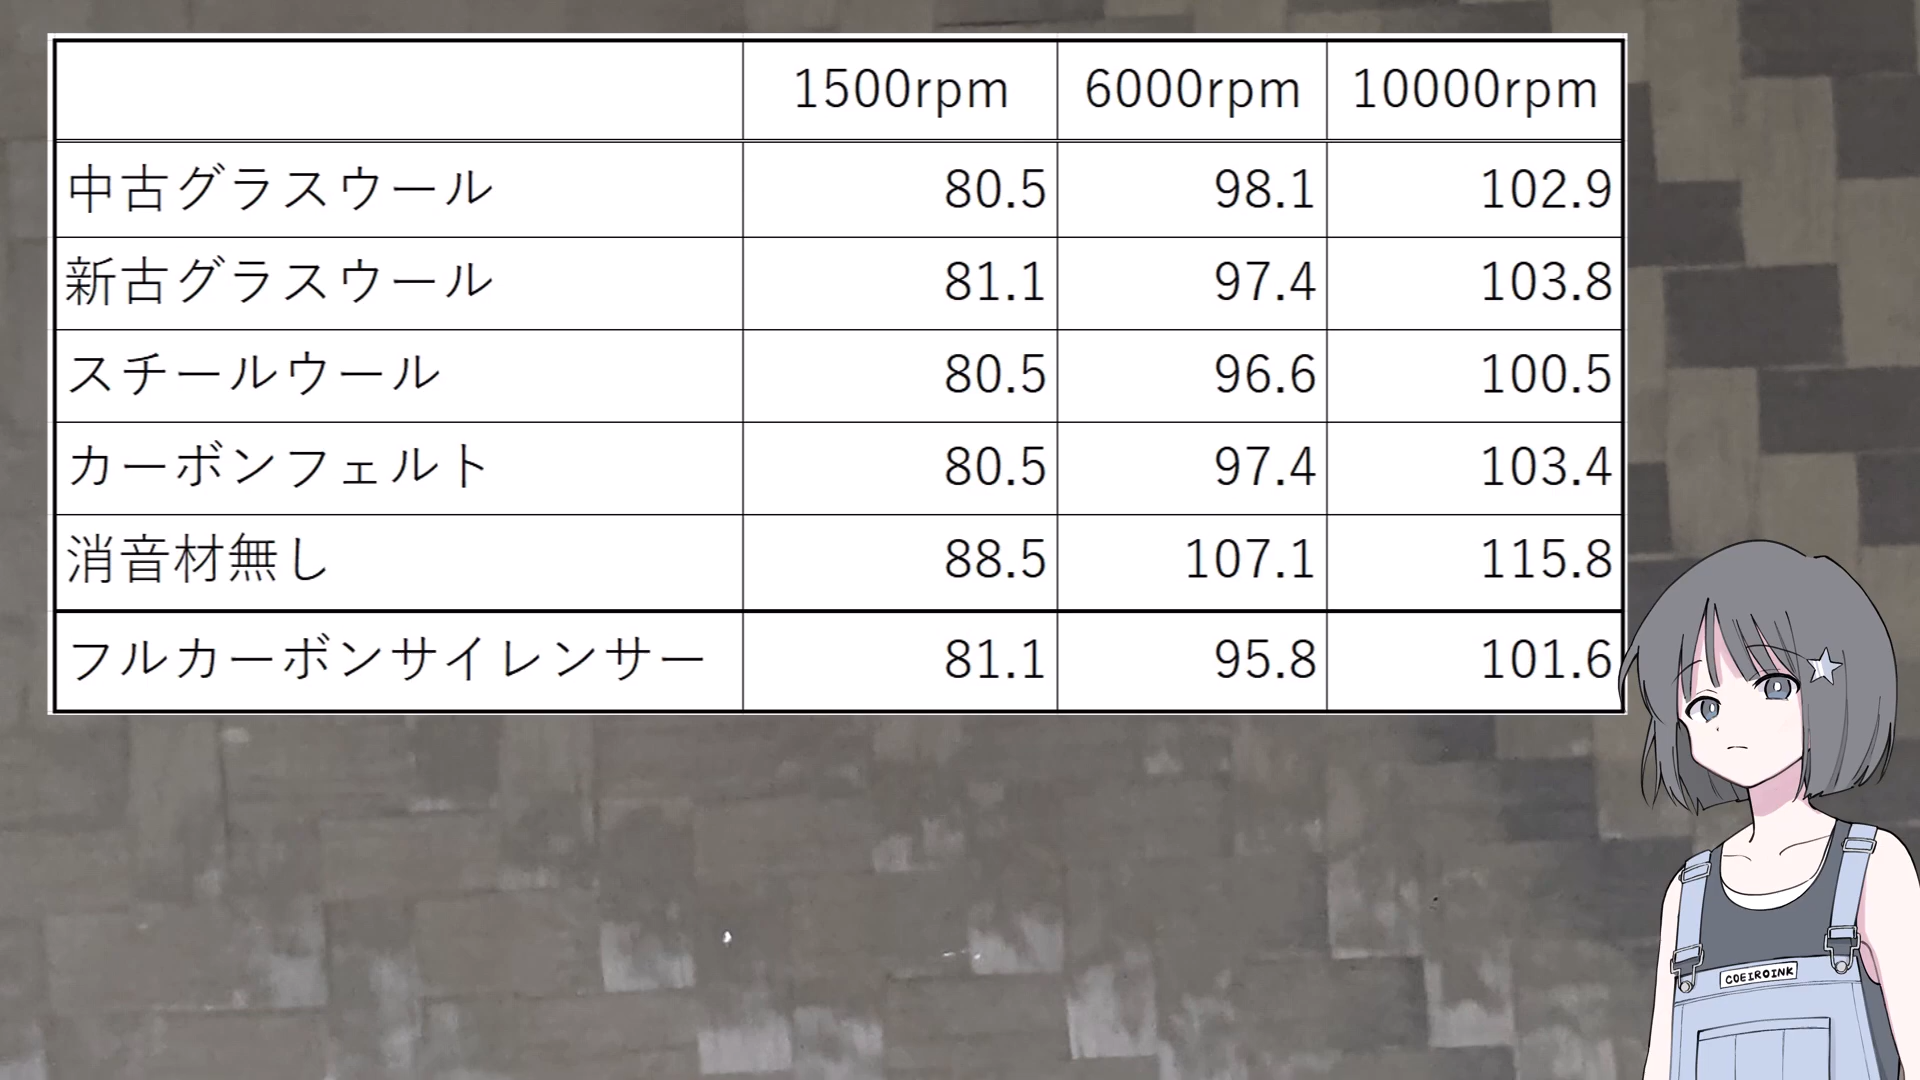 1500rpm 6000rpm 10000rpm
中古グラスウール 80.5 98.1 102.9
新古グラスウール 81.1 97.4 103.8
スチールウール 80.5 96.6 100.5
カーボンフェルト 80.5 97.4 103.4
消音材無し 88.5 107.1 115.8
フルカーボンサイレンサー 81.1 95.8 101.6
COEIROINK